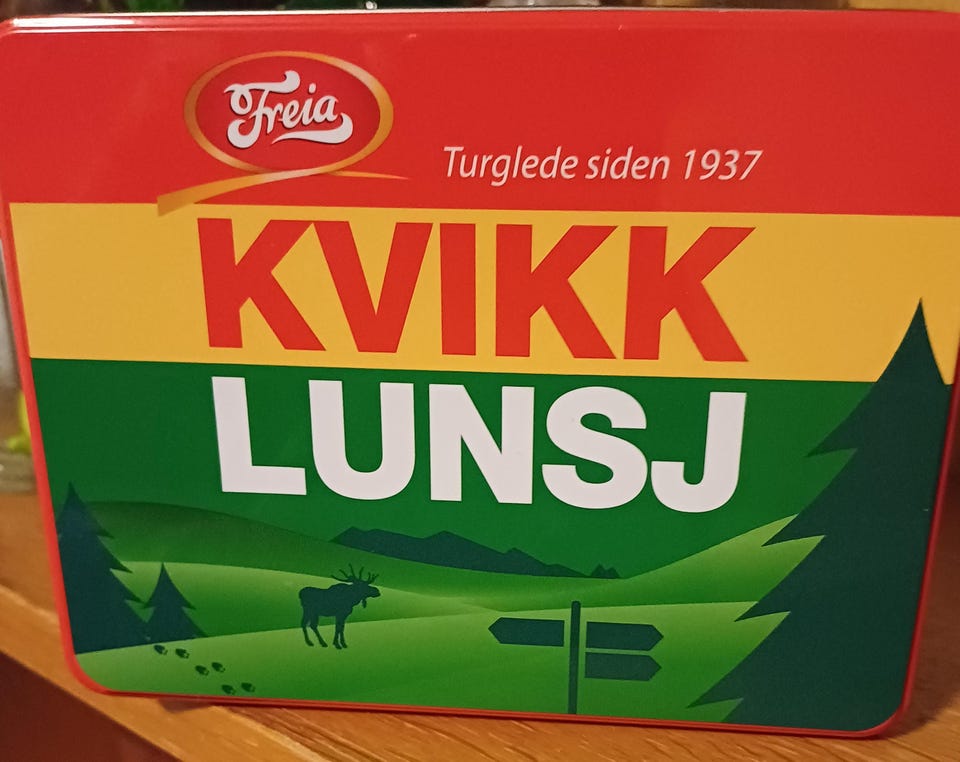 Freia
Turglede siden 1937
KVIKK
LUNSJ